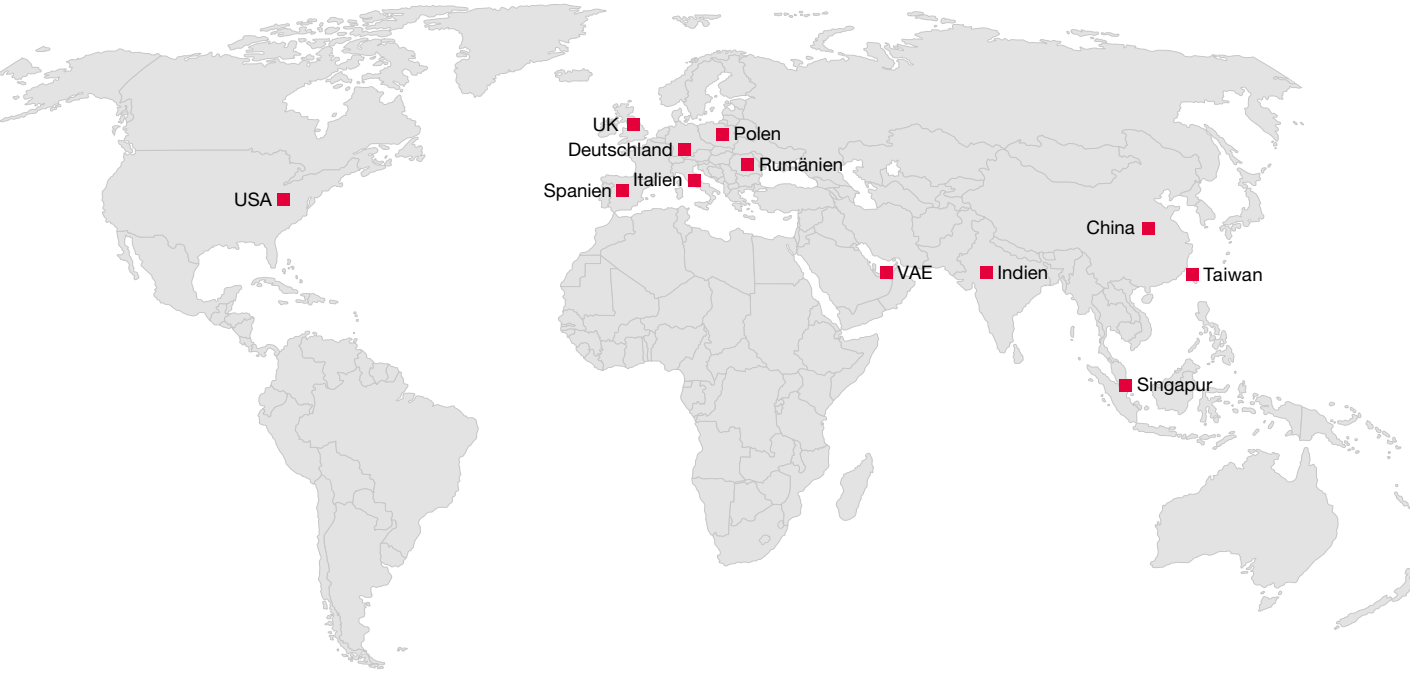 UK
Polen
Deutschland
Rumänien
Italien
Spanien
USA
China
VAE
Indien
Taiwan
Singapur